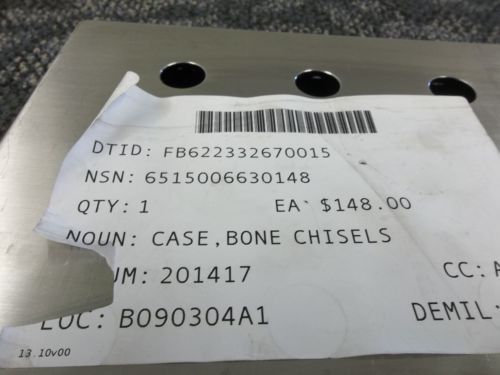 DTID: FB622332670015
NSN: 6515006630148
QTY: 1 EA $148.00
NOUN: CASE, BONE CHISELS
UM: 201417 CC: A
LOC: B090304A1 DEMIL:
13.10v00